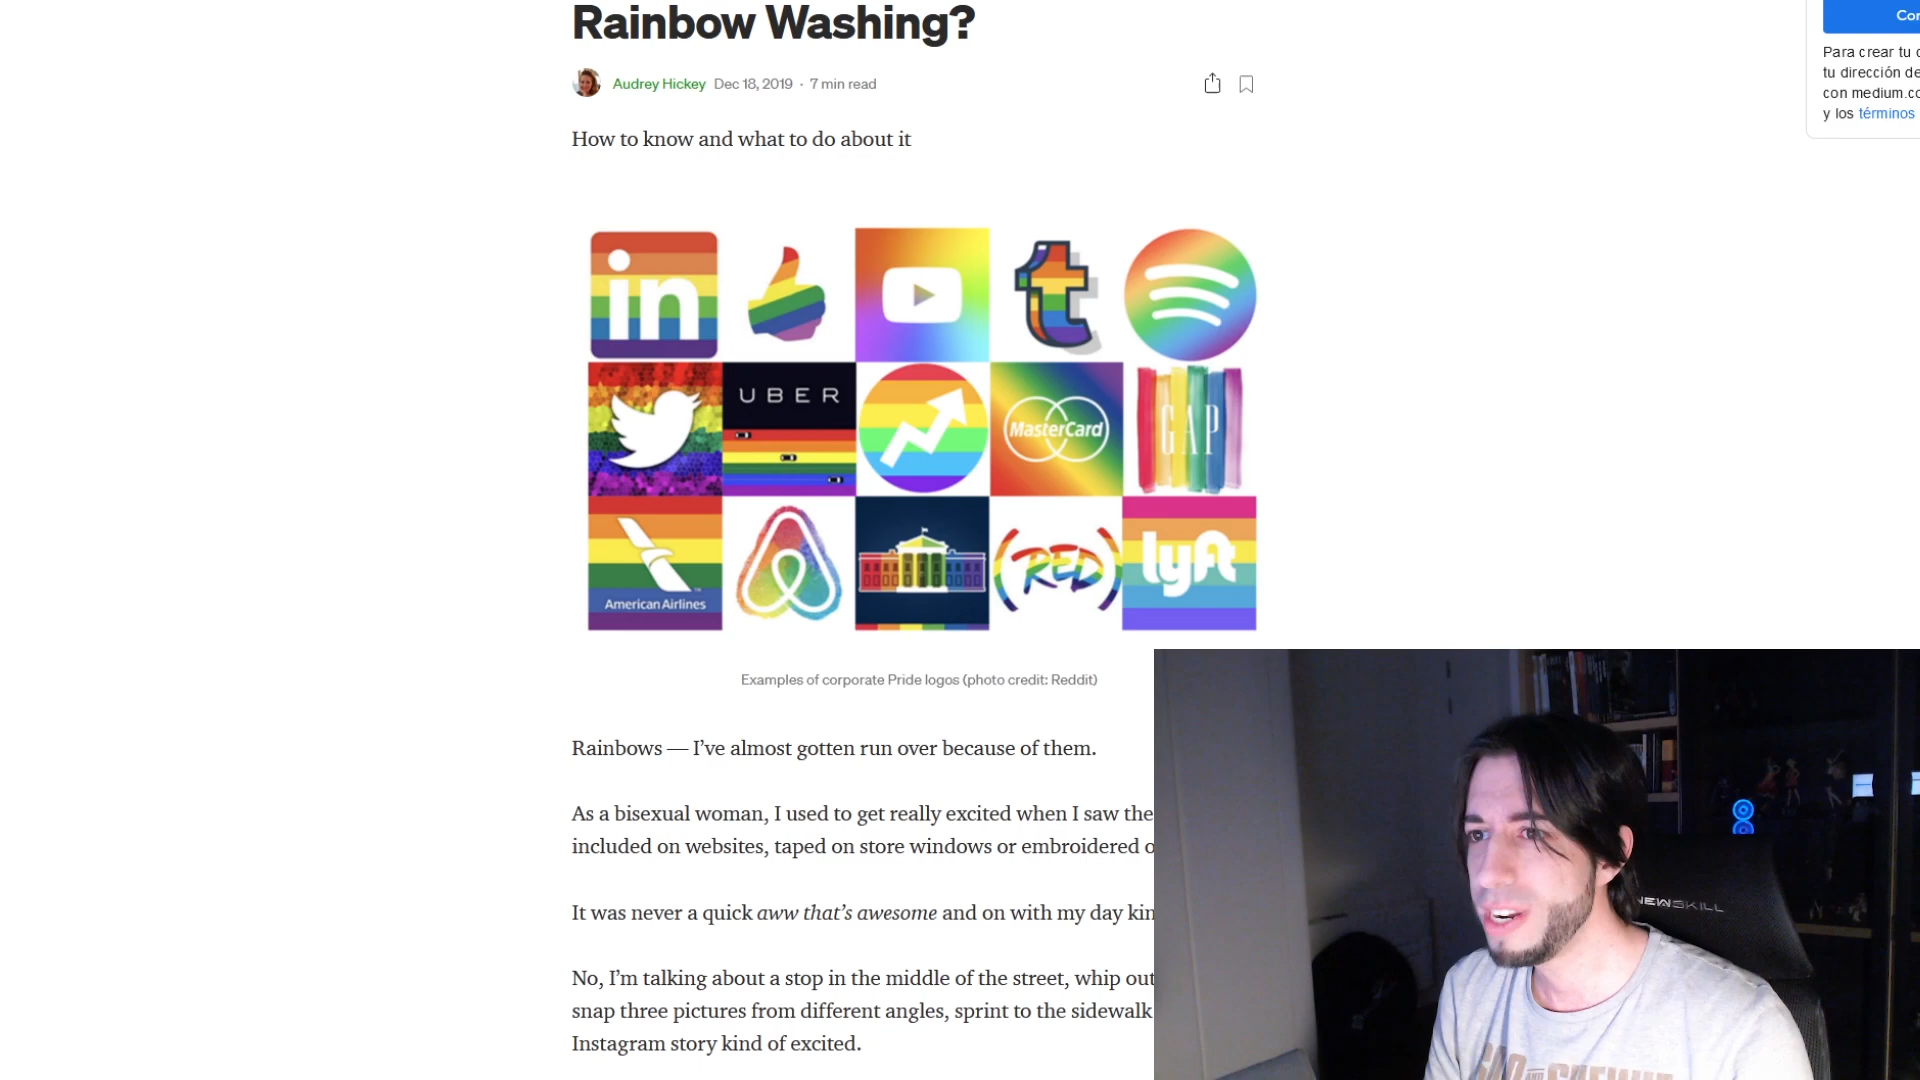 Rainbow Washing?
Audrey Hickey Dec 18, 2019 · 7 min read
How to know and what to do about it
Para crear tu
tu dirección de
con medium.co
y los términos
in
t
UBER
MasterCard
GAP
American Airlines
(RED)
lyft
Examples of corporate Pride logos (photo credit: Reddit)
Rainbows — I’ve almost gotten run over because of them.
As a bisexual woman, I used to get really excited when I saw the
included on websites, taped on store windows or embroidered
It was never a quick aww that’s awesome and on with my day
No, I’m talking about a stop in the middle of the street, whip out
snap three pictures from different angles, sprint to the sidewalk
Instagram story kind of excited.
NEWSKILL